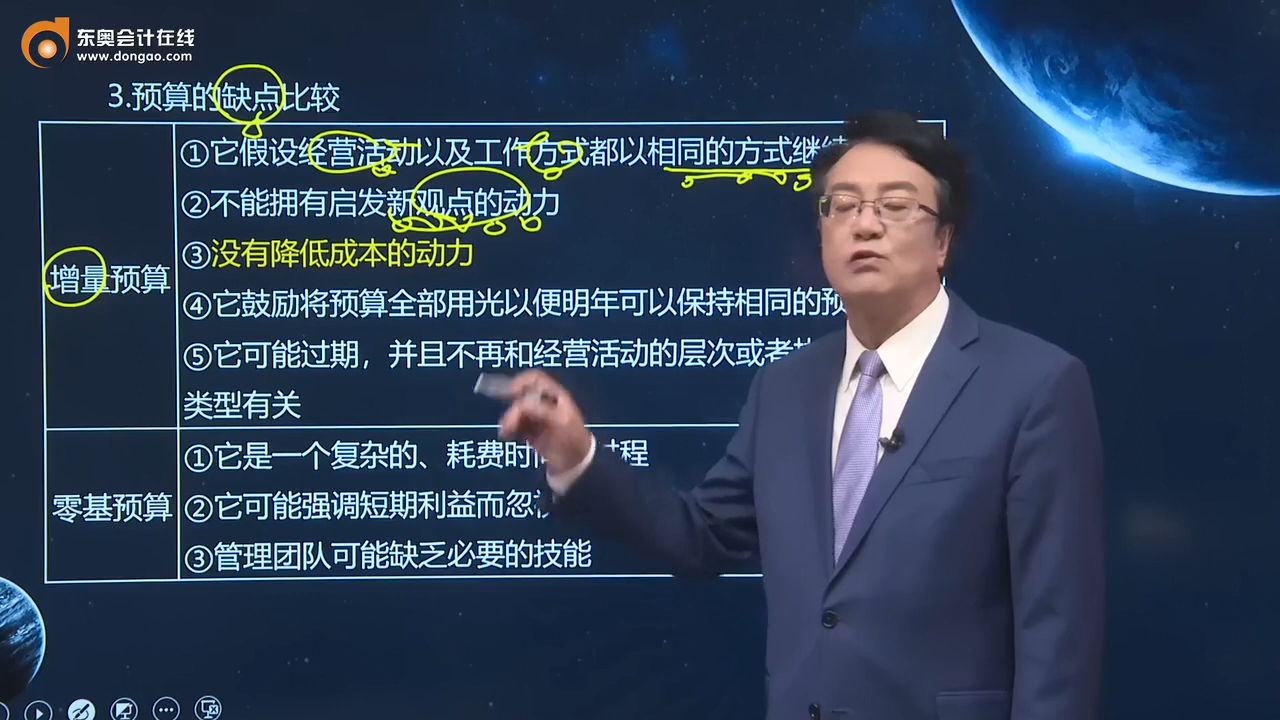 东奥会计在线
www.dongao.com
3.预算的缺点比较
①它假设经营活动以及工作方式都以相同的方式继续
②不能拥有启发新观点的动力
③没有降低成本的动力
增量预算
④它鼓励将预算全部用光以便明年可以保持相同的预
⑤它可能过期，并且不再和经营活动的层次或者
类型有关
①它是一个复杂的、耗费时 过程
零基预算
②它可能强调短期利益而忽
③管理团队可能缺乏必要的技能